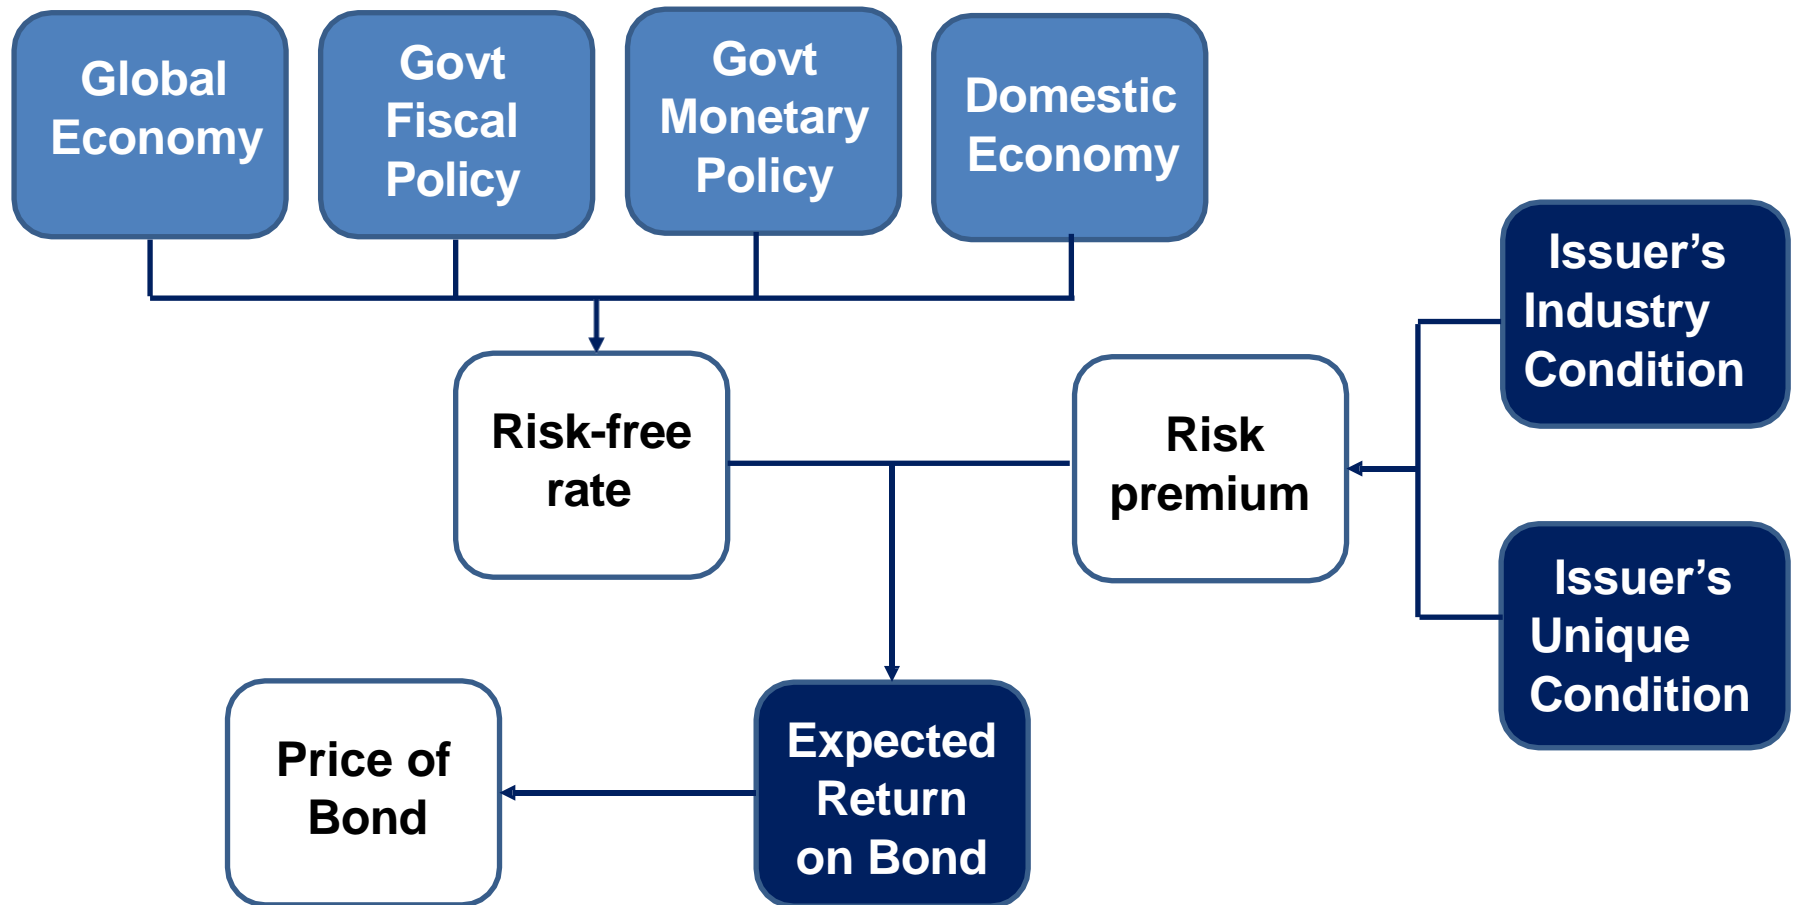 Global
Economy
Govt
Fiscal
Policy
Govt
Monetary
Policy
Domestic
Economy
Issuer’s
Industry
Condition
Risk-free
rate
Risk
premium
Issuer’s
Unique
Condition
Price of
Bond
Expected
Return
on Bond